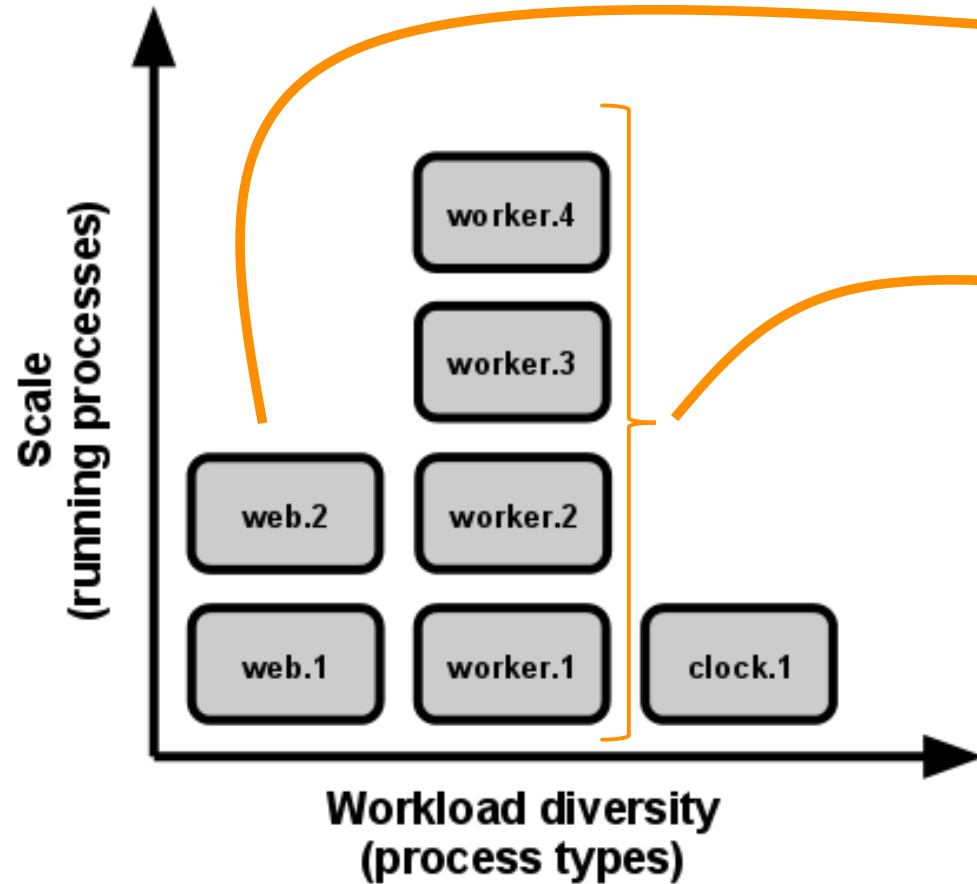 worker.4
worker.3
web.2
worker.2
web.1
worker.1
clock.1
Scale
(running processes)
Workload diversity
(process types)